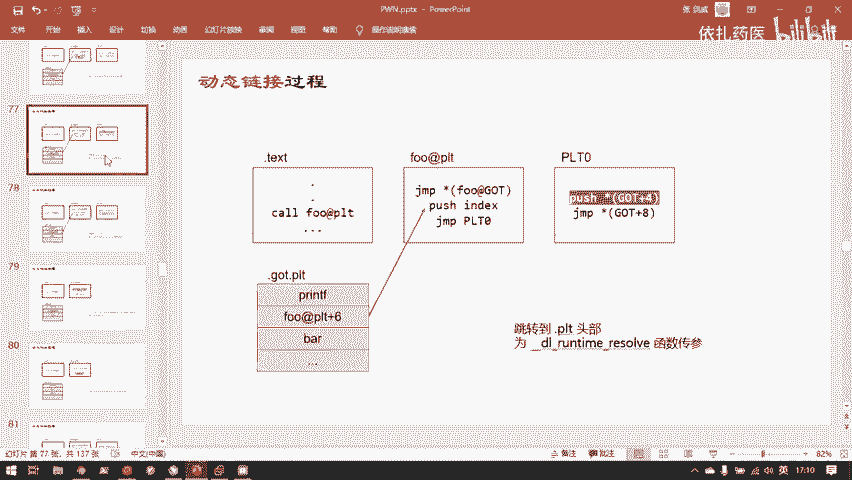 PWN.pptx - PowerPoint
文件 开始 插入 设计 切换 动画 幻灯片放映 审阅 视图 帮助 操作说明搜索
依扎药医 bilibili
77
78
79
80
81
动态链接过程
.text
foo@plt
PLT0
.
.
call foo@plt
...
jmp *(foo@GOT)
push index
jmp PLT0
push *(GOT+4)
jmp *(GOT+8)
.got.plt
printf
foo@plt+6
bar
...
跳转到 .plt 头部
为 __dl_runtime_resolve 函数传参
幻灯片 第 77 张，共 137 张 中文(中国) 备注 批注 82%
英 17:10